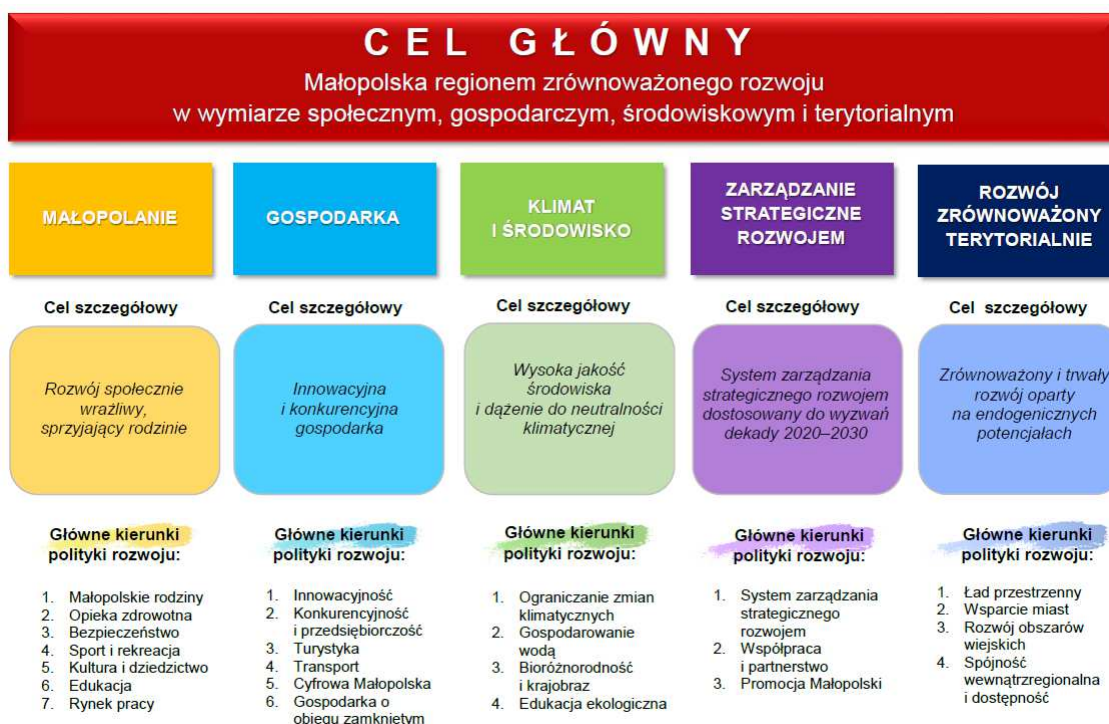 CEL GŁÓWNY
Małopolska regionem zrównoważonego rozwoju
w wymiarze społecznym, gospodarczym, środowiskowym i terytorialnym
MAŁOPOLANIE
Cel szczegółowy
Rozwój społecznie
wrażliwy,
sprzyjający rodzinie
Główne kierunki
polityki rozwoju:
1. Małopolskie rodziny
2. Opieka zdrowotna
3. Bezpieczeństwo
4. Sport i rekreacja
5. Kultura i dziedzictwo
6. Edukacja
7. Rynek pracy
GOSPODARKA
Cel szczegółowy
Innowacyjna
i konkurencyjna
gospodarka
Główne kierunki
polityki rozwoju:
1. Innowacyjność
2. Konkurencyjność
i przedsiębiorczość
3. Turystyka
4. Transport
5. Cyfrowa Małopolska
6. Gospodarka o
obiegu zamkniętym
KLIMAT
I ŚRODOWISKO
Cel szczegółowy
Wysoka jakość
środowiska
i dążenie do neutralności
klimatycznej
Główne kierunki
polityki rozwoju:
1. Ograniczanie zmian
klimatycznych
2. Gospodarowanie
wodą
3. Bioróżnorodność
i krajobraz
4. Edukacja ekologiczna
ZARZĄDZANIE
STRATEGICZNE
ROZWOJEM
Cel szczegółowy
System zarządzania
strategicznego rozwojem
dostosowany do wyzwań
dekady 2020–2030
Główne kierunki
polityki rozwoju:
1. System zarządzania
strategicznego
rozwojem
2. Współpraca
i partnerstwo
3. Promocja Małopolski
ROZWÓJ
ZRÓWNOWAŻONY
TERYTORIALNIE
Cel szczegółowy
Zrównoważony i trwały
rozwój oparty
na endogenicznych
potencjałach
Główne kierunki
polityki rozwoju:
1. Ład przestrzenny
2. Wsparcie miast
3. Rozwój obszarów
wiejskich
4. Spójność
wewnątrzregionalna
i dostępność